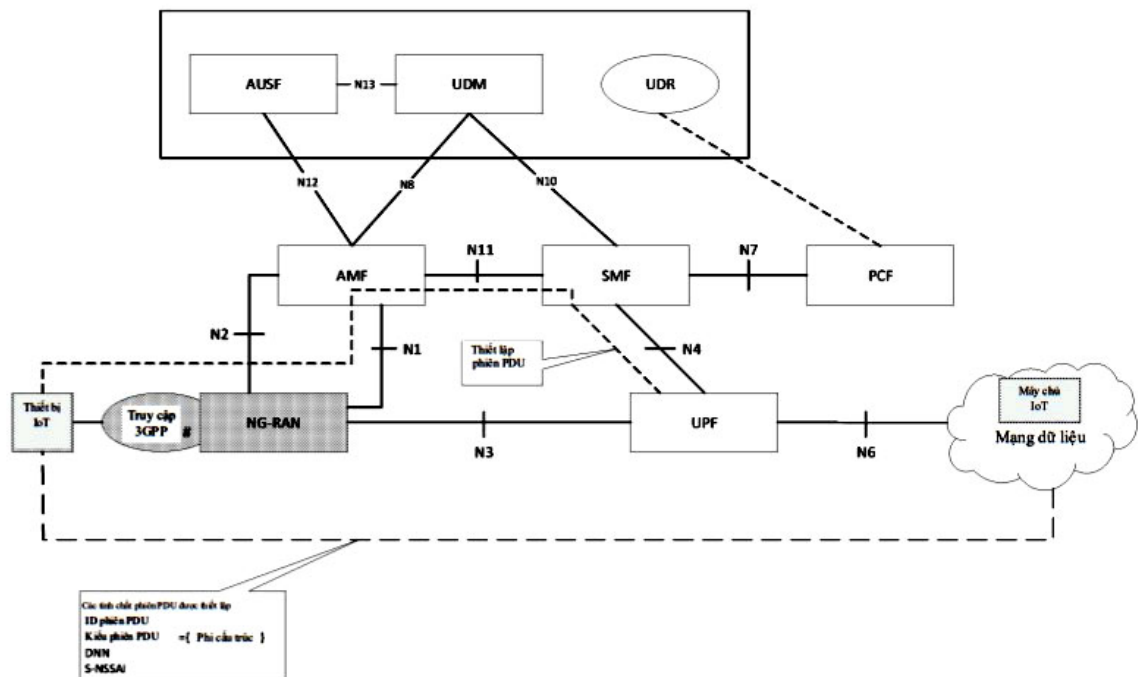 AUSF
N13
UDM
UDR
N12
N8
N10
AMF
N11
SMF
N7
PCF
N2
N1
Thiết lập
phiên PDU
N4
Thiết bị
IoT
Truy cập
3GPP
#
NG-RAN
N3
UPF
N6
Máy chủ
IoT
Mạng dữ liệu
Các tính chất phiên PDU được thiết lập
ID phiên PDU
Kiểu phiên PDU ={ Phi cấu trúc }
DNN
S-NSSAI